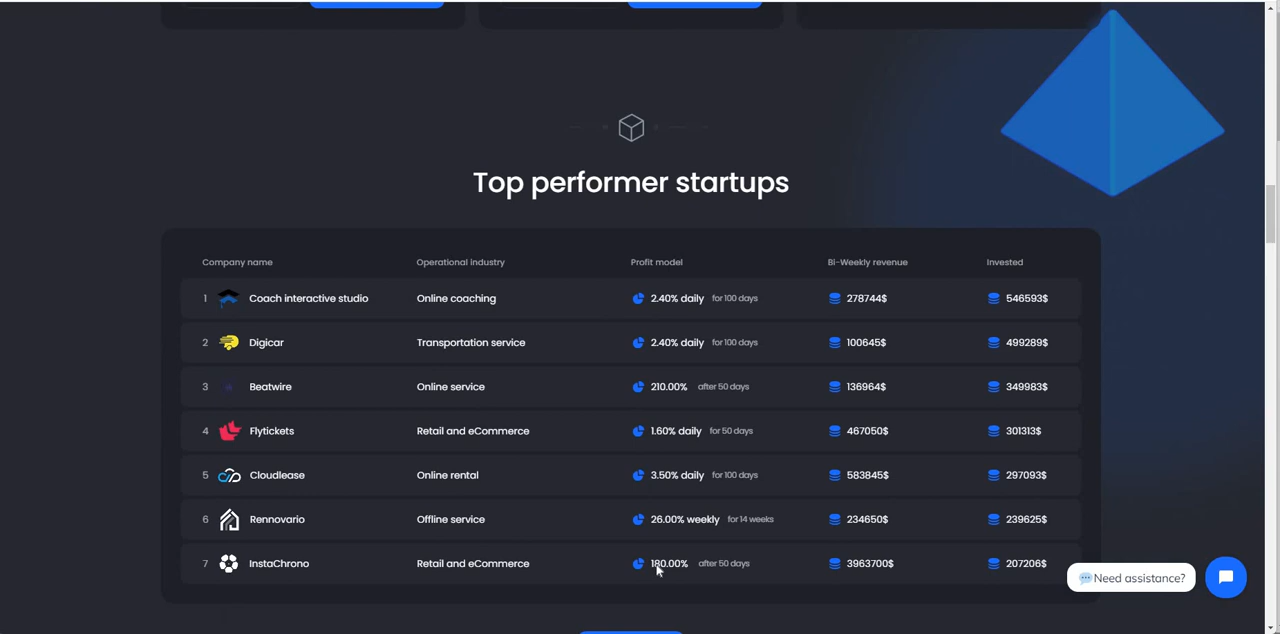 Top performer startups
Company name Operational industry Profit model Bi-Weekly revenue Invested
1 Coach interactive studio Online coaching 2.40% daily for 100 days 278744$ 546593$
2 Digicar Transportation service 2.40% daily for 100 days 100645$ 499289$
3 Beatwire Online service 210.00% after 50 days 136964$ 349983$
4 Flytickets Retail and eCommerce 1.60% daily for 50 days 467050$ 301313$
5 Cloudlease Online rental 3.50% daily for 100 days 583845$ 297093$
6 Rennovario Offline service 26.00% weekly for 14 weeks 234650$ 239625$
7 InstaChrono Retail and eCommerce 180.00% after 50 days 3963700$ 207206$
Need assistance?